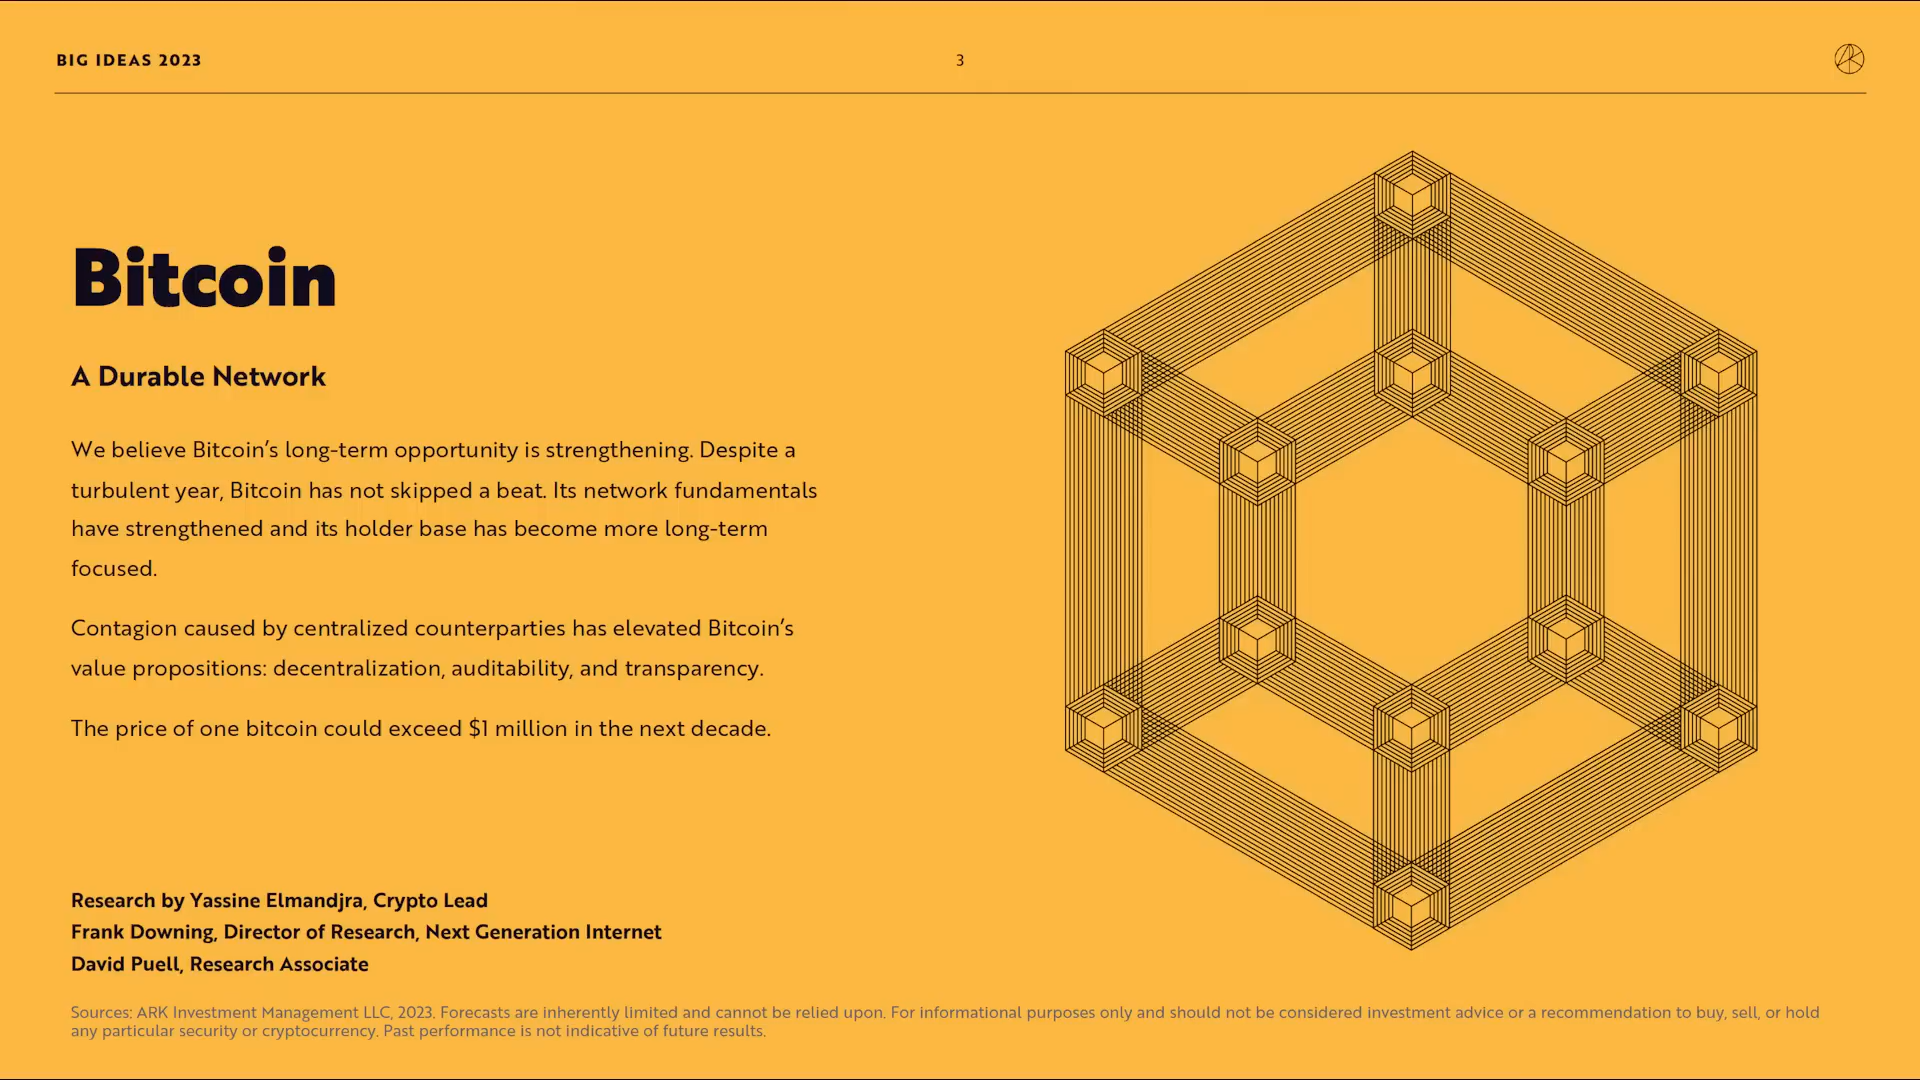 BIG IDEAS 2023
3
Bitcoin
A Durable Network
We believe Bitcoin’s long-term opportunity is strengthening. Despite a
turbulent year, Bitcoin has not skipped a beat. Its network fundamentals
have strengthened and its holder base has become more long-term
focused.
Contagion caused by centralized counterparties has elevated Bitcoin’s
value propositions: decentralization, auditability, and transparency.
The price of one bitcoin could exceed $1 million in the next decade.
Research by Yassine Elmandjra, Crypto Lead
Frank Downing, Director of Research, Next Generation Internet
David Puell, Research Associate
Sources: ARK Investment Management LLC, 2023. Forecasts are inherently limited and cannot be relied upon. For informational purposes only and should not be considered investment advice or a recommendation to buy, sell, or hold
any particular security or cryptocurrency. Past performance is not indicative of future results.